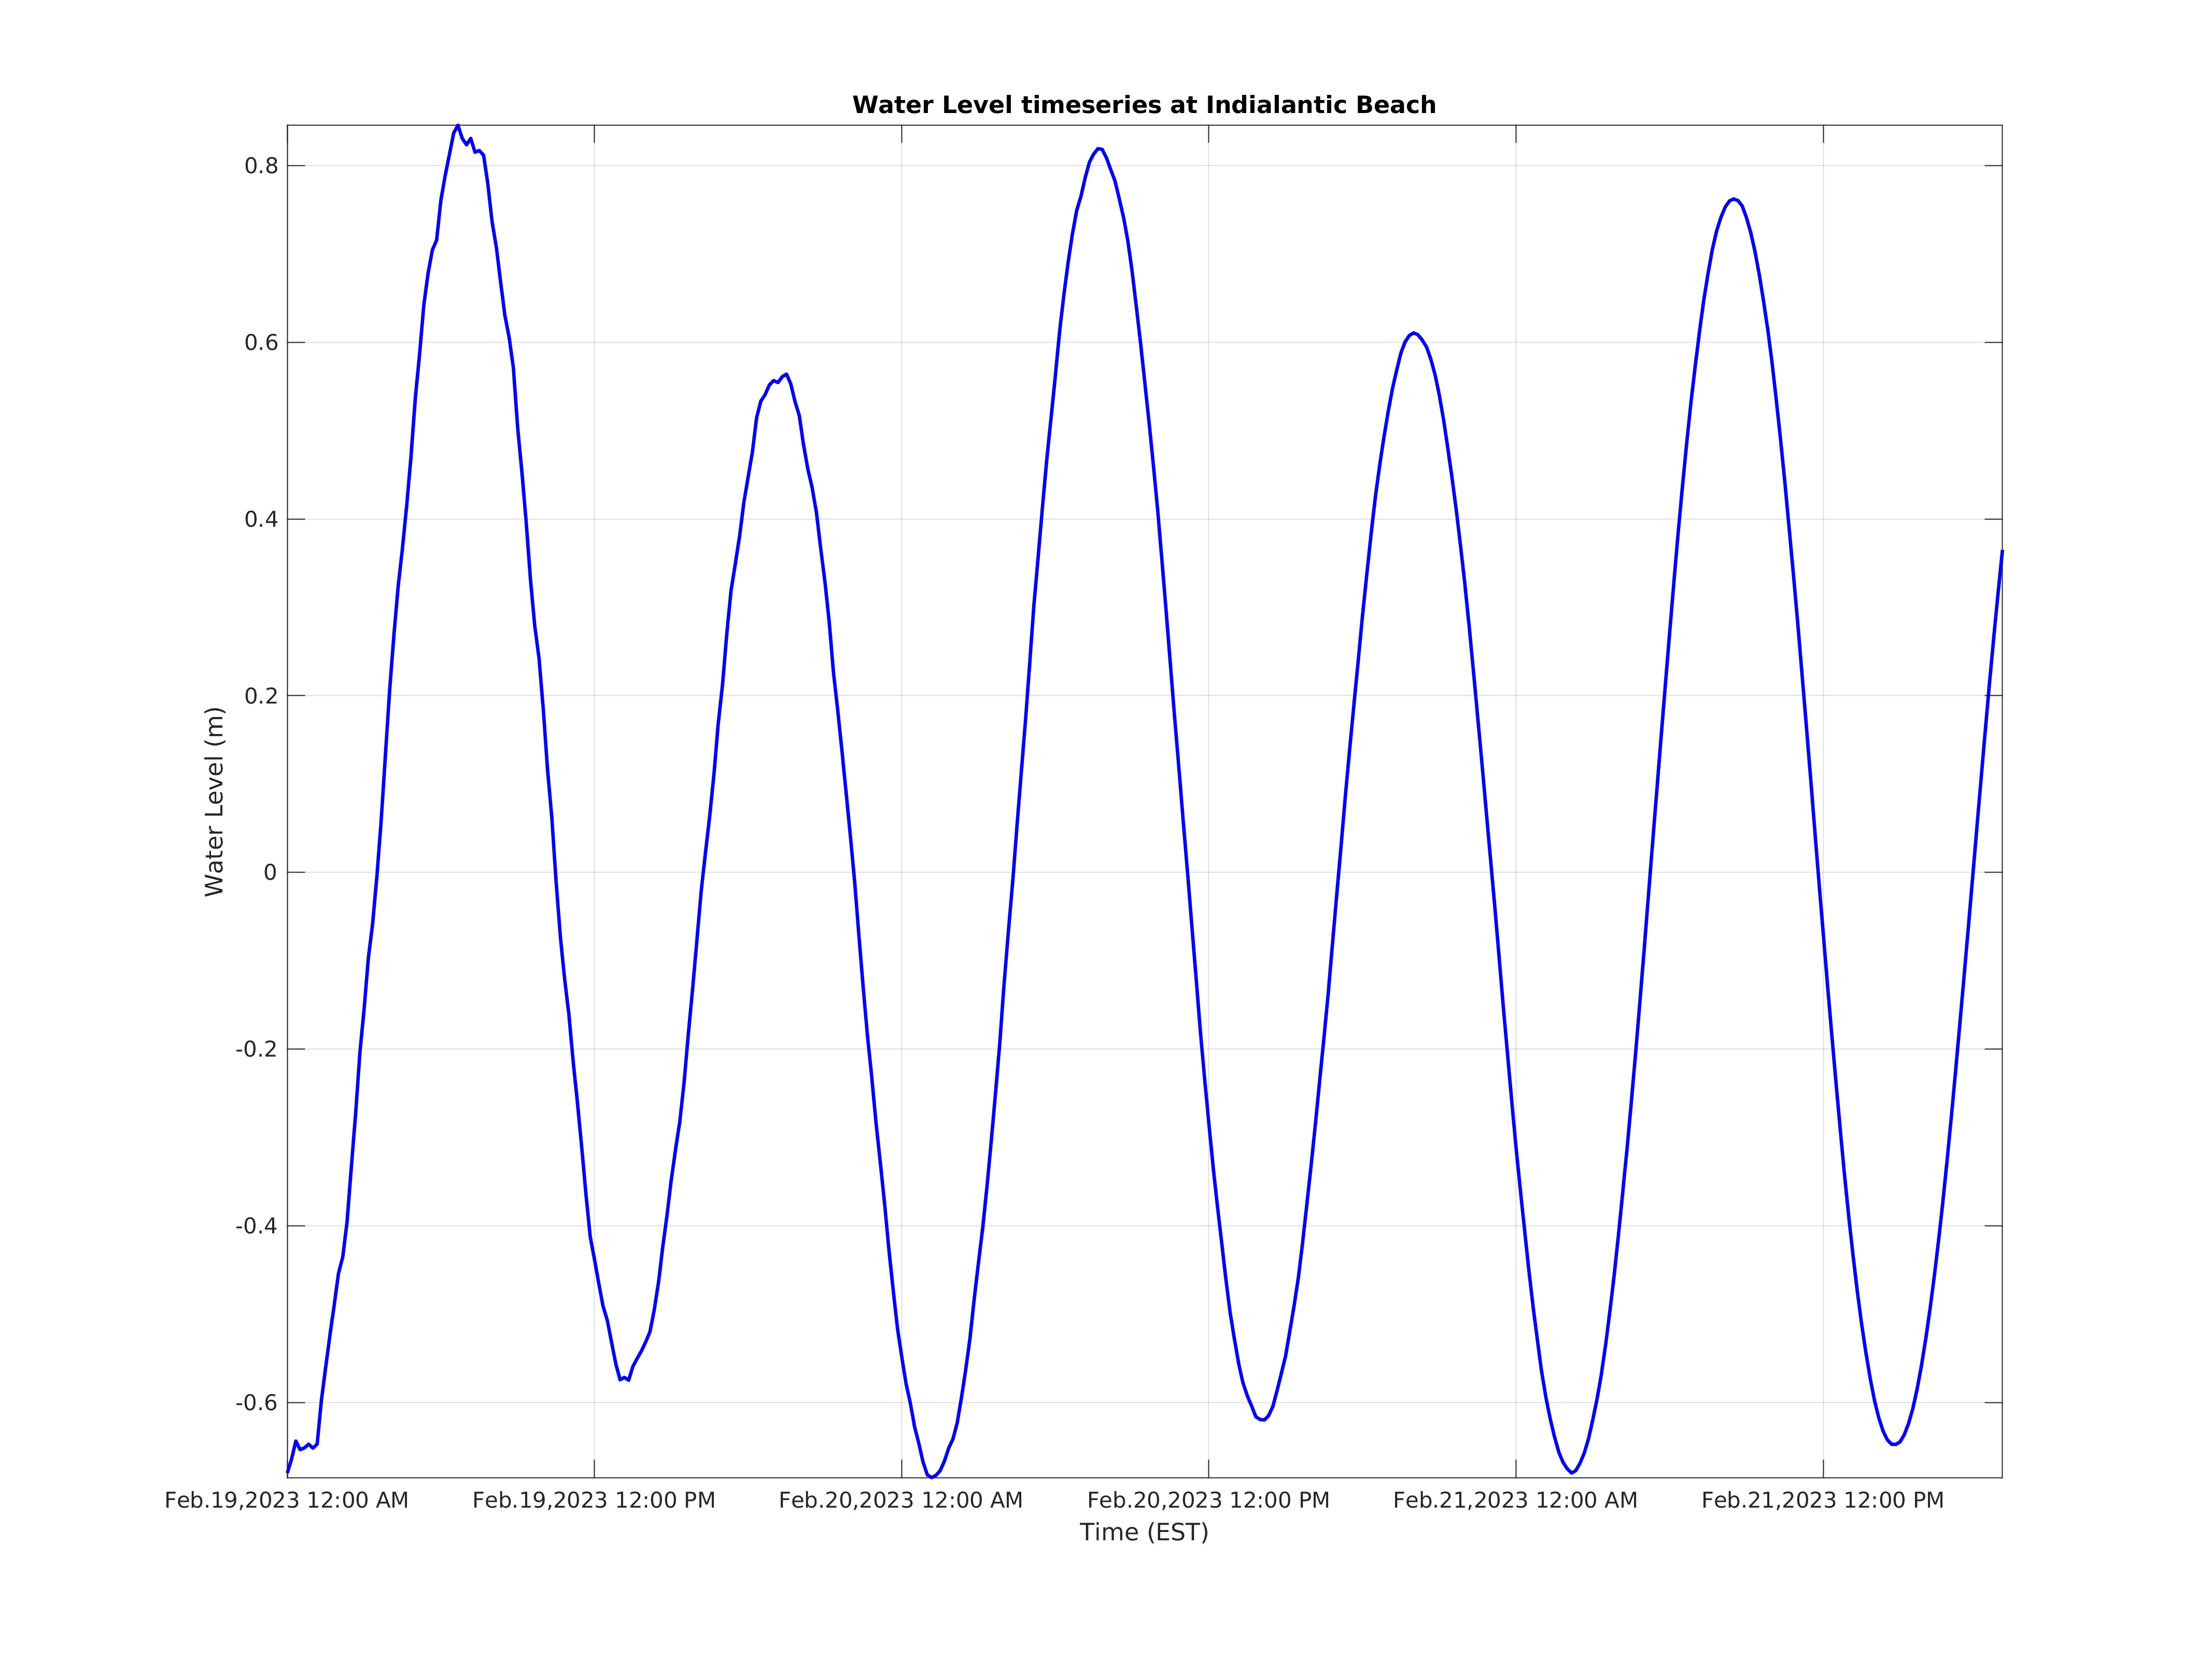 Water Level timeseries at Indialantic Beach
0.8
0.6
0.4
0.2
0
-0.2
-0.4
-0.6
Water Level (m)
Feb.19,2023 12:00 AM
Feb.19,2023 12:00 PM
Feb.20,2023 12:00 AM
Feb.20,2023 12:00 PM
Feb.21,2023 12:00 AM
Feb.21,2023 12:00 PM
Time (EST)